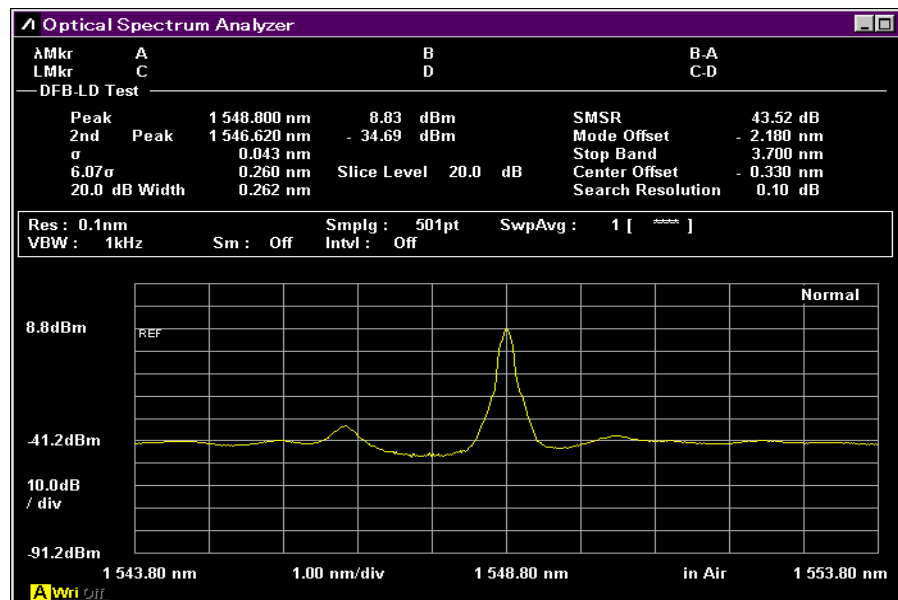 Optical Spectrum Analyzer
λMkr A B B-A
LMkr C D C-D
DFB-LD Test
Peak 1 548.800 nm 8.83 dBm SMSR 43.52 dB
2nd Peak 1 546.620 nm - 34.69 dBm Mode Offset - 2.180 nm
σ 0.043 nm Stop Band 3.700 nm
6.07σ 0.260 nm Slice Level 20.0 dB Center Offset - 0.330 nm
20.0 dB Width 0.262 nm Search Resolution 0.10 dB
Res : 0.1nm Smplg : 501pt SwpAvg : 1 [ **** ]
VBW : 1kHz Sm : Off Intvl : Off
Normal
8.8dBm
REF
-41.2dBm
10.0dB
/ div
-91.2dBm
1 543.80 nm 1.00 nm/div 1 548.80 nm in Air 1 553.80 nm
A Wri Off